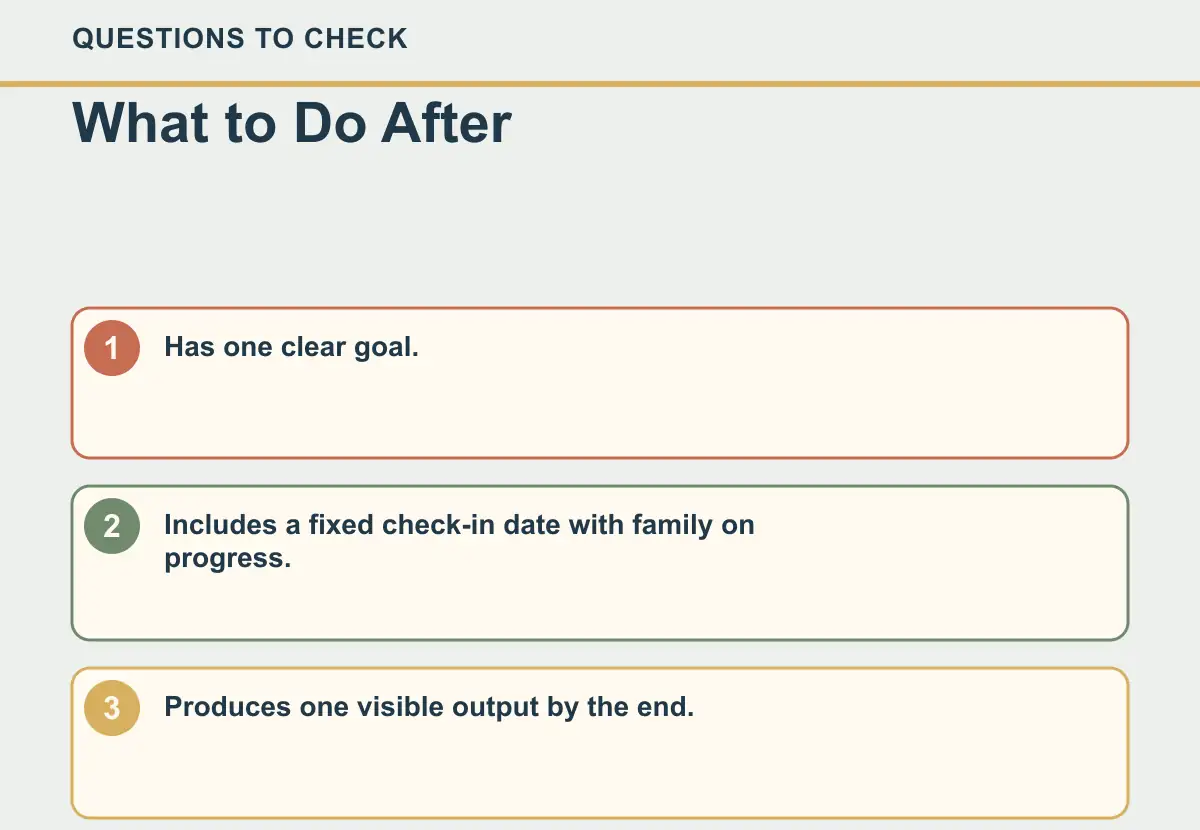 QUESTIONS TO CHECK
What to Do After
1
Has one clear goal.
2
Includes a fixed check-in date with family on
progress.
3
Produces one visible output by the end.